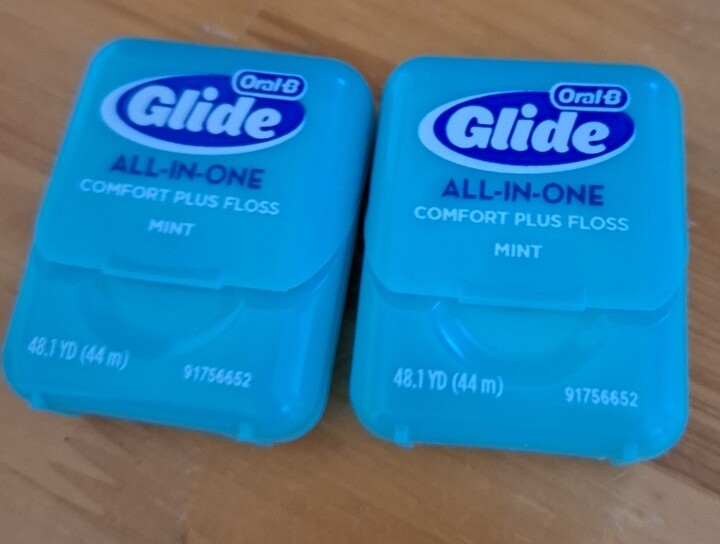 Oral-B
Glide
ALL-IN-ONE
COMFORT PLUS FLOSS
MINT
48.1 YD (44 m)
91756652
Oral-B
Glide
ALL-IN-ONE
COMFORT PLUS FLOSS
MINT
48.1 YD (44 m)
91756652